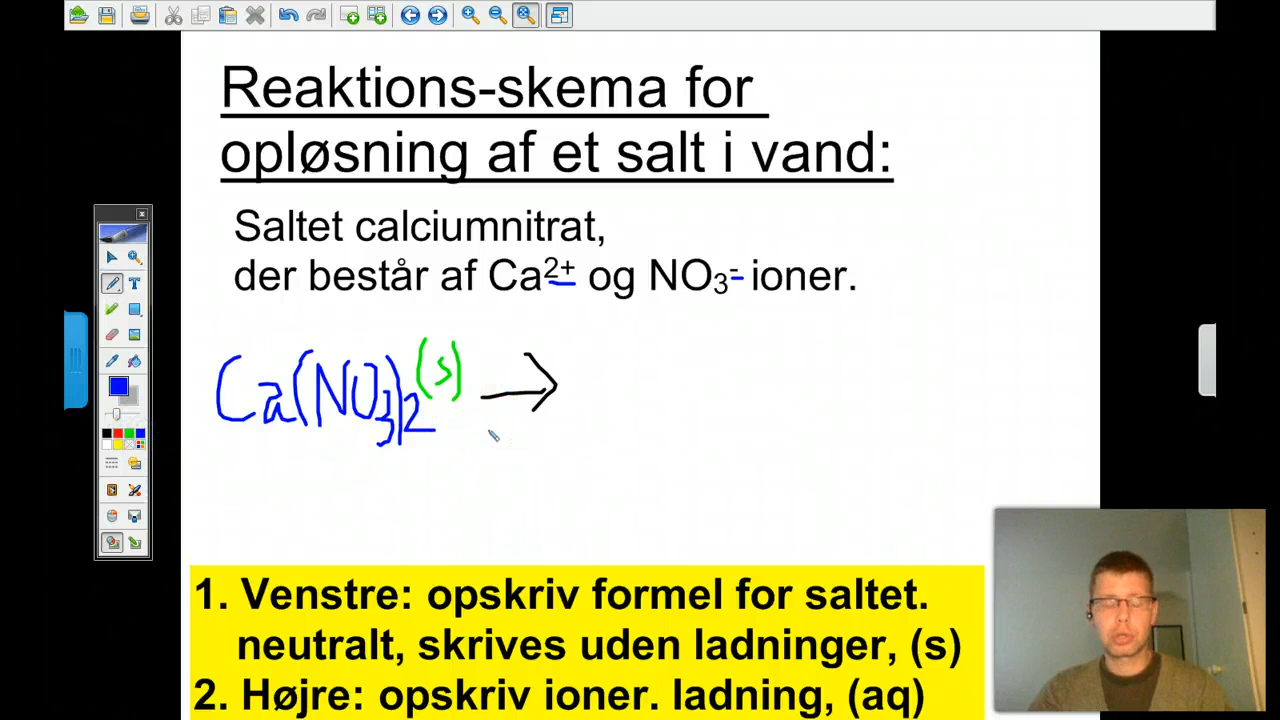 Reaktions-skema for
opløsning af et salt i vand:
Saltet calciumnitrat,
der består af Ca²⁺ og NO₃⁻ ioner.
Ca(NO₃)₂(s) →
1. Venstre: opskriv formel for saltet.
neutralt, skrives uden ladninger, (s)
2. Højre: opskriv ioner. ladning, (aq)